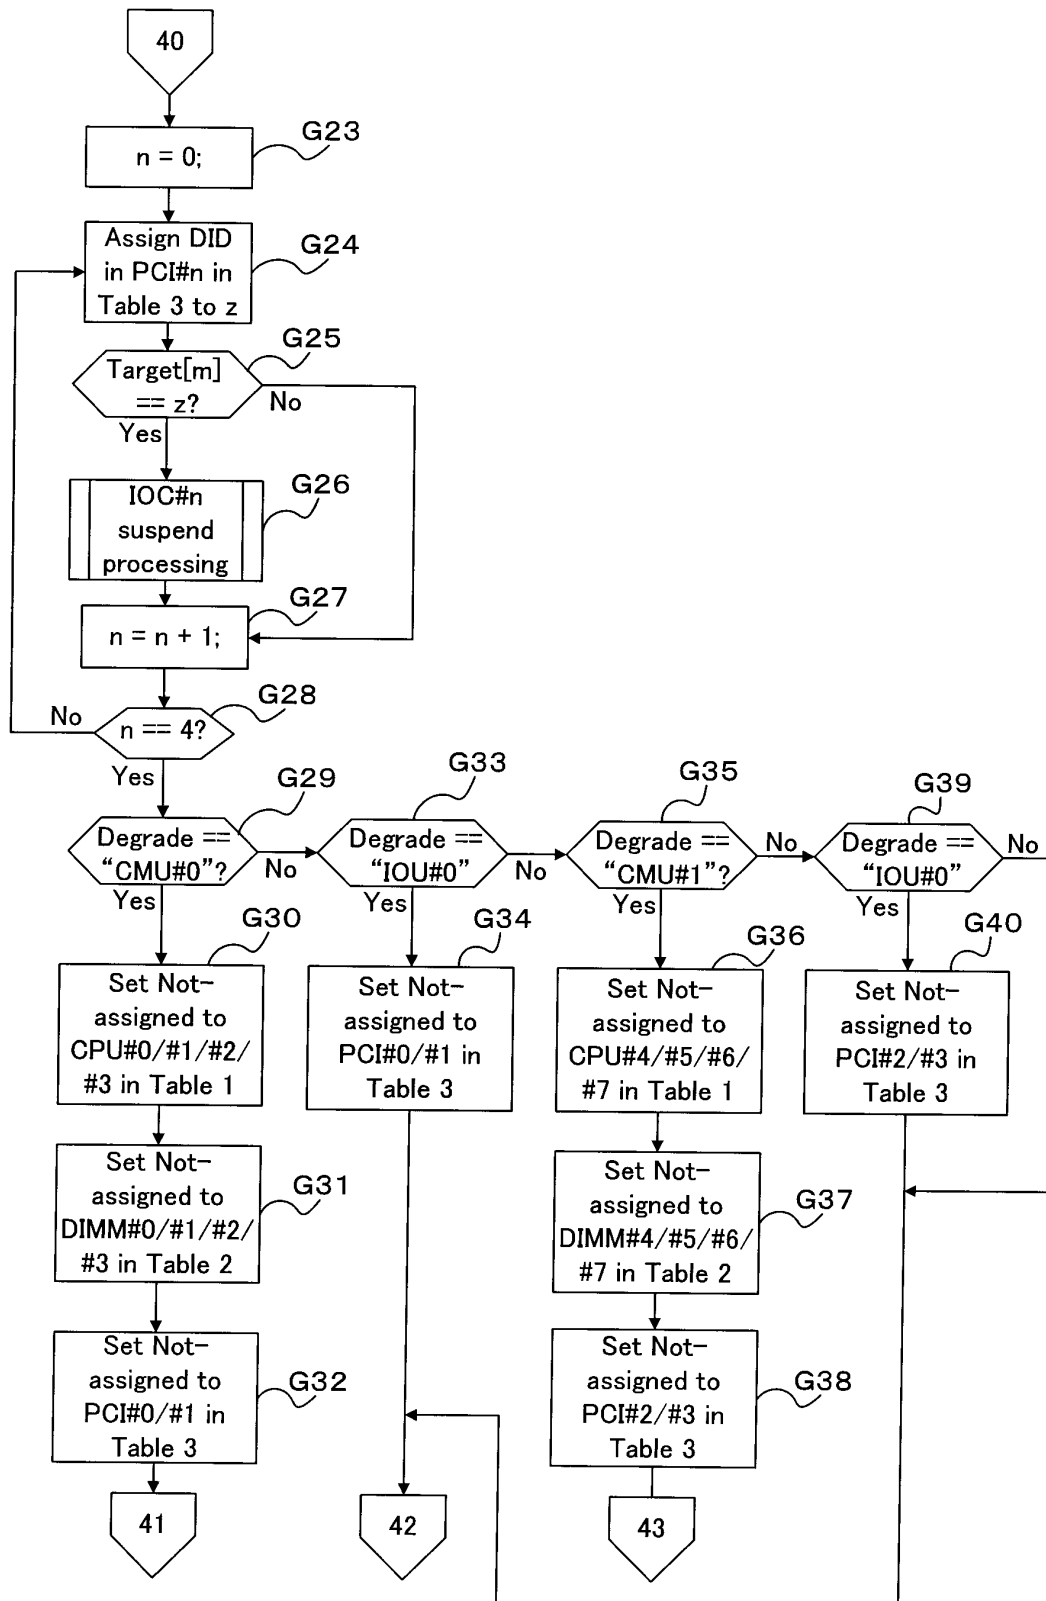 40
G23
n = 0;
G24
Assign DID
in PCI#n in
Table 3 to z
G25
Target[m]
== z?
No
Yes
G26
IOC#n
suspend
processing
G27
n = n + 1;
G28
No
n == 4?
Yes
G29
Degrade ==
“CMU#0”?
No
Yes
G33
Degrade ==
“IOU#0”
No
Yes
G35
Degrade ==
“CMU#1”?
No
Yes
G39
Degrade ==
“IOU#0”
No
Yes
G30
Set Not-
assigned to
CPU#0/#1/#2/
#3 in Table 1
G34
Set Not-
assigned to
PCI#0/#1 in
Table 3
G36
Set Not-
assigned to
CPU#4/#5/#6/
#7 in Table 1
G40
Set Not-
assigned to
PCI#2/#3 in
Table 3
G31
Set Not-
assigned to
DIMM#0/#1/#2/
#3 in Table 2
G37
Set Not-
assigned to
DIMM#4/#5/#6/
#7 in Table 2
G32
Set Not-
assigned to
PCI#0/#1 in
Table 3
G38
Set Not-
assigned to
PCI#2/#3 in
Table 3
41
42
43